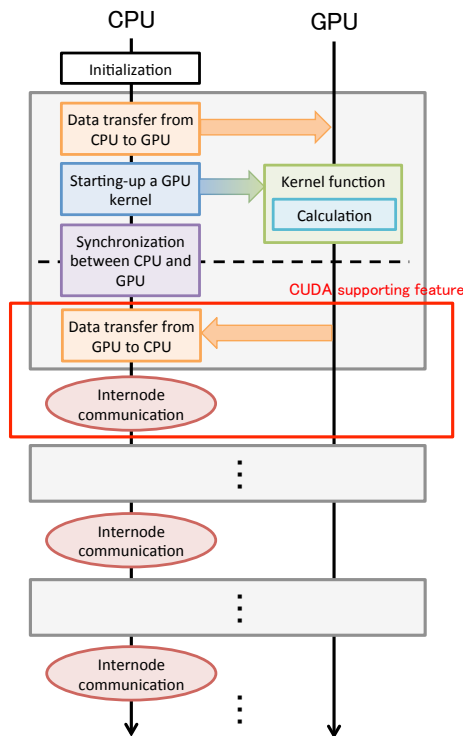 CPU
GPU
Initialization
Data transfer from
CPU to GPU
Starting-up a GPU
kernel
Kernel function
Calculation
Synchronization
between CPU and
GPU
CUDA supporting feature
Data transfer from
GPU to CPU
Internode
communication
Internode
communication
Internode
communication